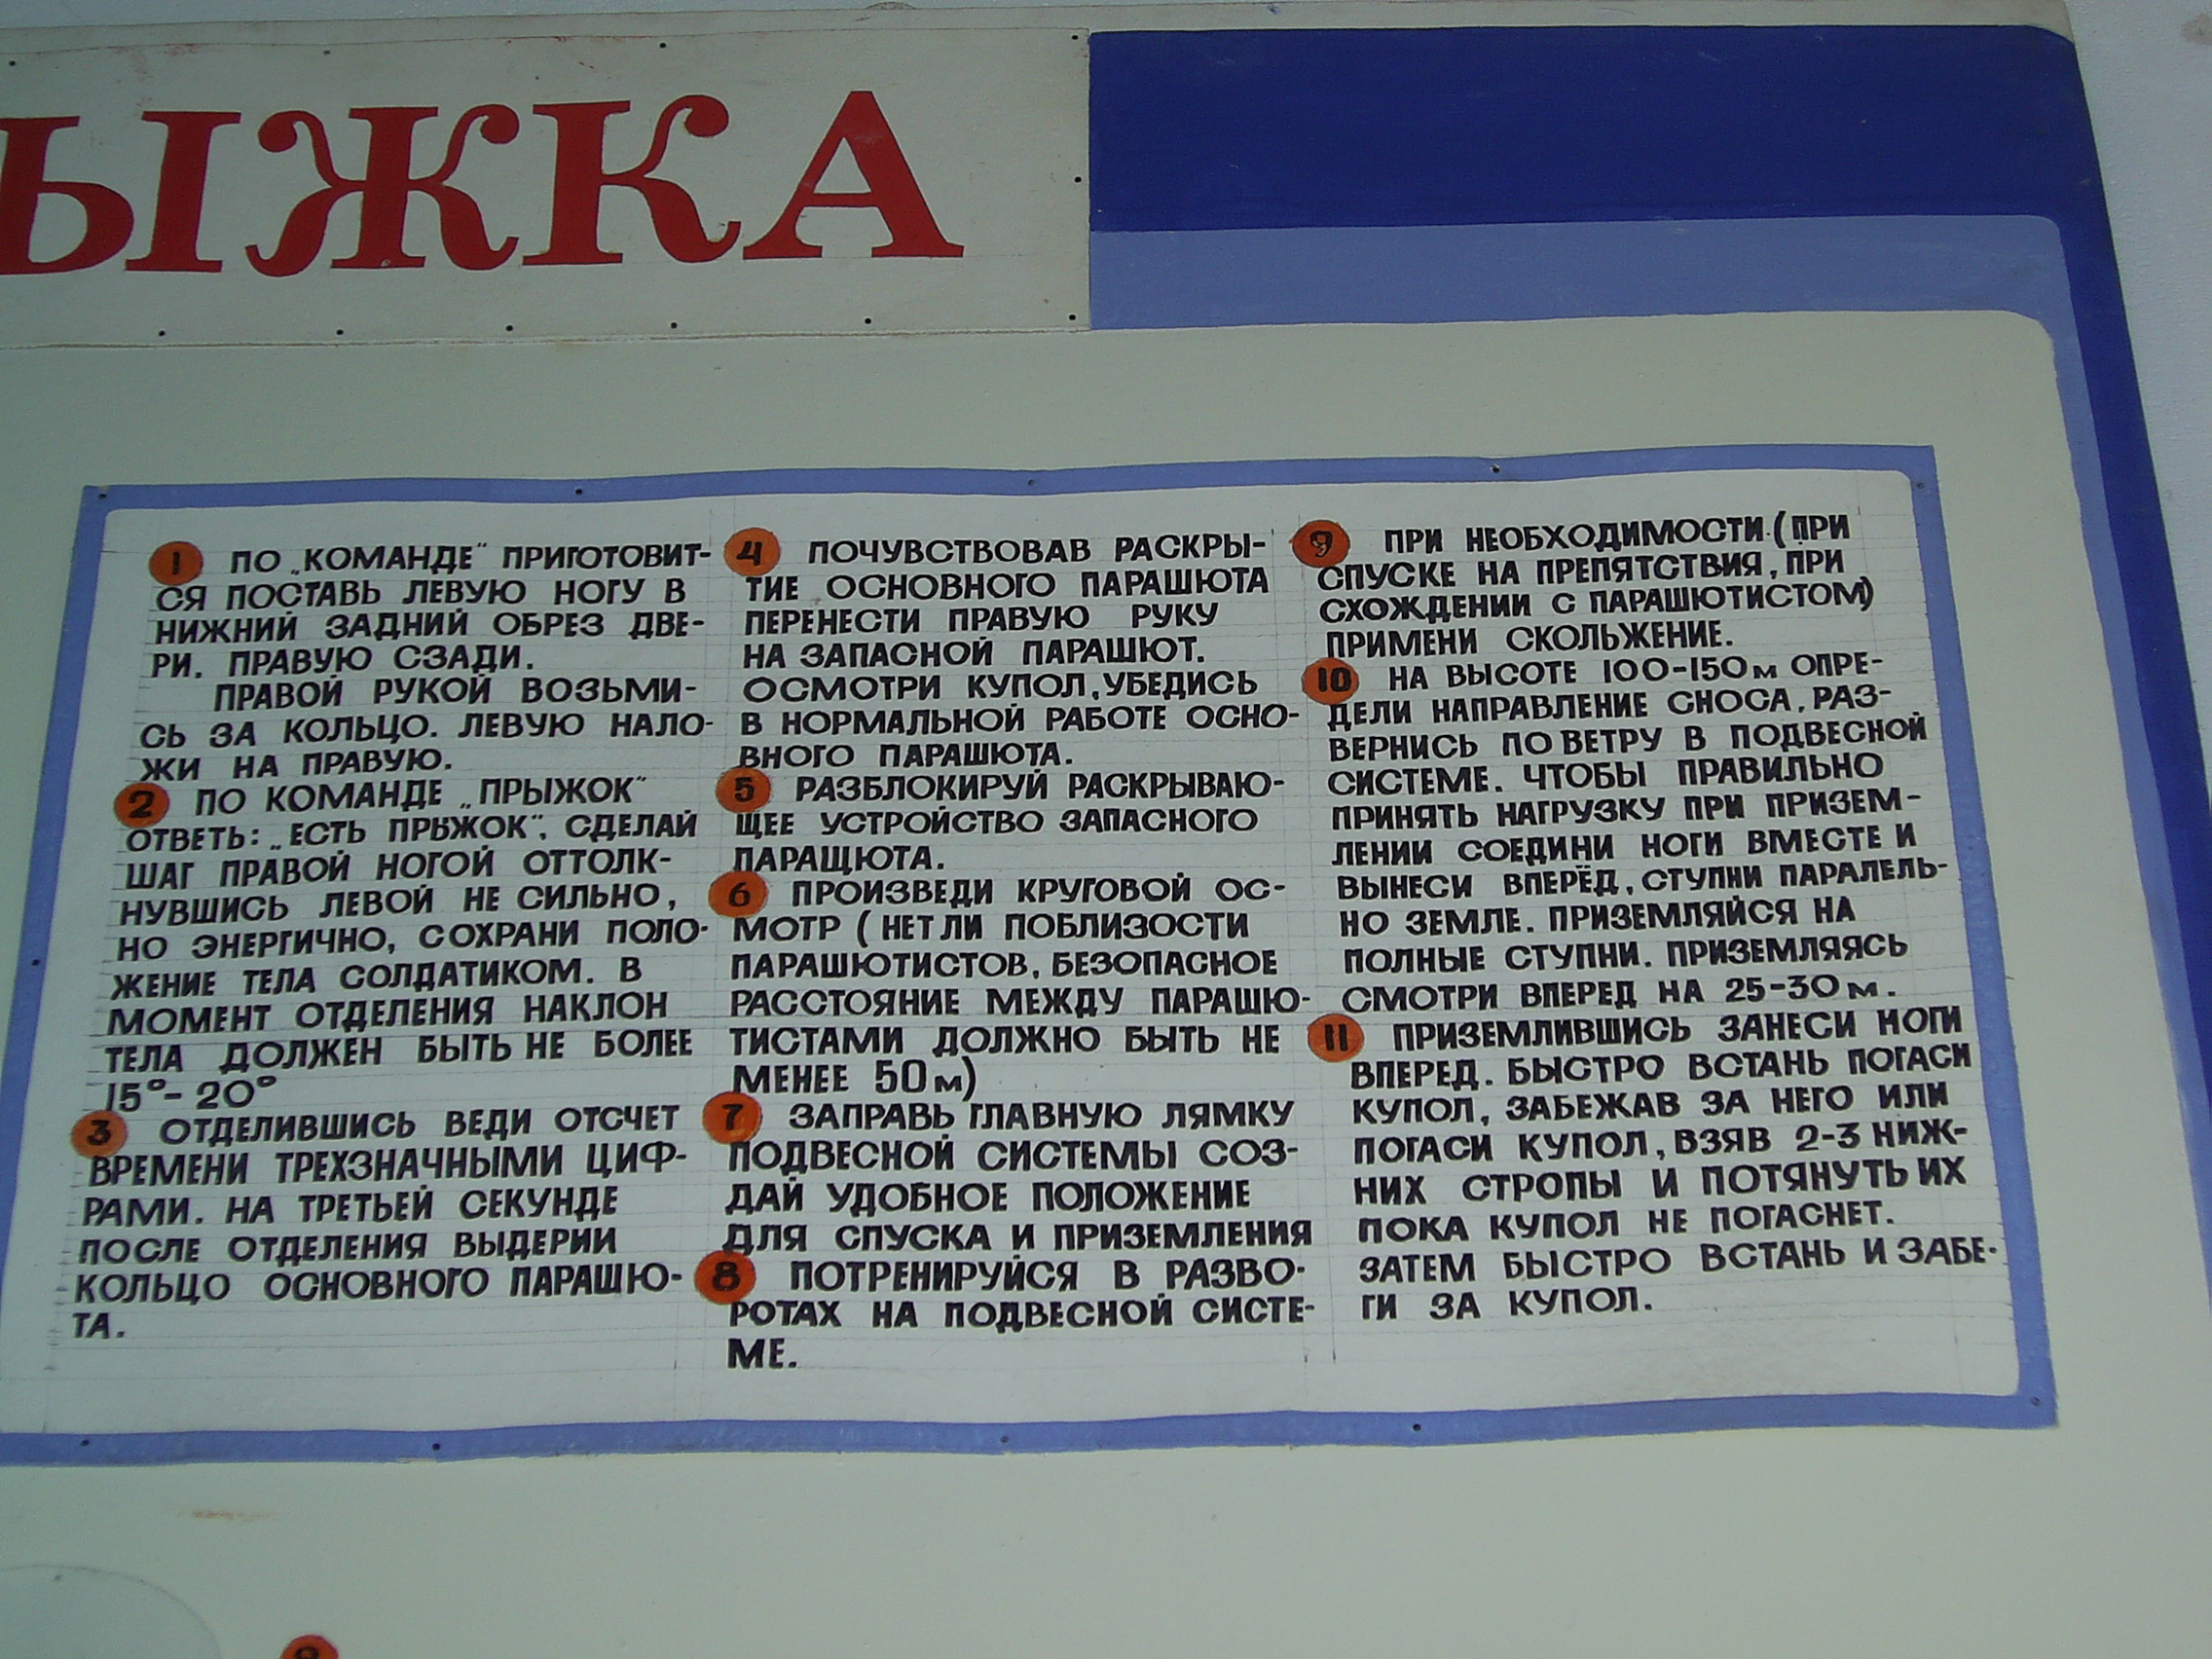 ЫЖКА
1 ПО „КОМАНДЕ" ПРИГОТОВИТ-
СЯ ПОСТАВЬ ЛЕВУЮ НОГУ В
НИЖНИЙ ЗАДНИЙ ОБРЕЗ ДВЕ-
РИ. ПРАВУЮ СЗАДИ.
ПРАВОЙ РУКОЙ ВОЗЬМИ-
СЬ ЗА КОЛЬЦО. ЛЕВУЮ НАЛО-
ЖИ НА ПРАВУЮ.
2 ПО КОМАНДЕ „ПРЫЖОК"
ОТВЕТЬ: „ЕСТЬ ПРЫЖОК". СДЕЛАЙ
ШАГ ПРАВОЙ НОГОЙ ОТТОЛК-
НУВШИСЬ ЛЕВОЙ НЕ СИЛЬНО,
НО ЭНЕРГИЧНО, СОХРАНИ ПОЛО-
ЖЕНИЕ ТЕЛА СОЛДАТИКОМ. В
МОМЕНТ ОТДЕЛЕНИЯ НАКЛОН
ТЕЛА ДОЛЖЕН БЫТЬ НЕ БОЛЕЕ
15°-20°
3 ОТДЕЛИВШИСЬ ВЕДИ ОТСЧЕТ
ВРЕМЕНИ ТРЕХЗНАЧНЫМИ ЦИФ-
РАМИ. НА ТРЕТЬЕЙ СЕКУНДЕ
ПОСЛЕ ОТДЕЛЕНИЯ ВЫДЕРИИ
КОЛЬЦО ОСНОВНОГО ПАРАШЮ-
ТА.
4 ПОЧУВСТВОВАВ РАСКРЫ-
ТИЕ ОСНОВНОГО ПАРАШЮТА
ПЕРЕНЕСТИ ПРАВУЮ РУКУ
НА ЗАПАСНОЙ ПАРАШЮТ.
ОСМОТРИ КУПОЛ, УБЕДИСЬ
В НОРМАЛЬНОЙ РАБОТЕ ОСНО-
ВНОГО ПАРАШЮТА.
5 РАЗБЛОКИРУЙ РАСКРЫВАЮ-
ЩЕЕ УСТРОЙСТВО ЗАПАСНОГО
ПАРАЩЮТА.
6 ПРОИЗВЕДИ КРУГОВОЙ ОС-
МОТР (НЕТ ЛИ ПОБЛИЗОСТИ
ПАРАШЮТИСТОВ, БЕЗОПАСНОЕ
РАССТОЯНИЕ МЕЖДУ ПАРАШЮ-
ТИСТАМИ ДОЛЖНО БЫТЬ НЕ
МЕНЕЕ 50м)
7 ЗАПРАВЬ ГЛАВНУЮ ЛЯМКУ
ПОДВЕСНОЙ СИСТЕМЫ СОЗ-
ДАЙ УДОБНОЕ ПОЛОЖЕНИЕ
ДЛЯ СПУСКА И ПРИЗЕМЛЕНИЯ
8 ПОТРЕНИРУЙСЯ В РАЗВО-
РОТАХ НА ПОДВЕСНОЙ СИСТЕ-
МЕ.
9 ПРИ НЕОБХОДИМОСТИ (ПРИ
СПУСКЕ НА ПРЕПЯТСТВИЯ, ПРИ
СХОЖДЕНИИ С ПАРАШЮТИСТОМ)
ПРИМЕНИ СКОЛЬЖЕНИЕ.
10 НА ВЫСОТЕ 100-150м ОПРЕ-
ДЕЛИ НАПРАВЛЕНИЕ СНОСА, РАЗ-
ВЕРНИСЬ ПО ВЕТРУ В ПОДВЕСНОЙ
СИСТЕМЕ. ЧТОБЫ ПРАВИЛЬНО
ПРИНЯТЬ НАГРУЗКУ ПРИ ПРИЗЕМ-
ЛЕНИИ СОЕДИНИ НОГИ ВМЕСТЕ И
ВЫНЕСИ ВПЕРЁД, СТУПНИ ПАРАЛЕЛЬ-
НО ЗЕМЛЕ. ПРИЗЕМЛЯЙСЯ НА
ПОЛНЫЕ СТУПНИ. ПРИЗЕМЛЯЯСЬ
СМОТРИ ВПЕРЕД НА 25-30м.
11 ПРИЗЕМЛИВШИСЬ ЗАНЕСИ НОГИ
ВПЕРЕД. БЫСТРО ВСТАНЬ ПОГАСИ
КУПОЛ, ЗАБЕЖАВ ЗА НЕГО ИЛИ
ПОГАСИ КУПОЛ, ВЗЯВ 2-3 НИЖ-
НИХ СТРОПЫ И ПОТЯНУТЬ ИХ
ПОКА КУПОЛ НЕ ПОГАСНЕТ.
ЗАТЕМ БЫСТРО ВСТАНЬ И ЗАБЕ-
ГИ ЗА КУПОЛ.